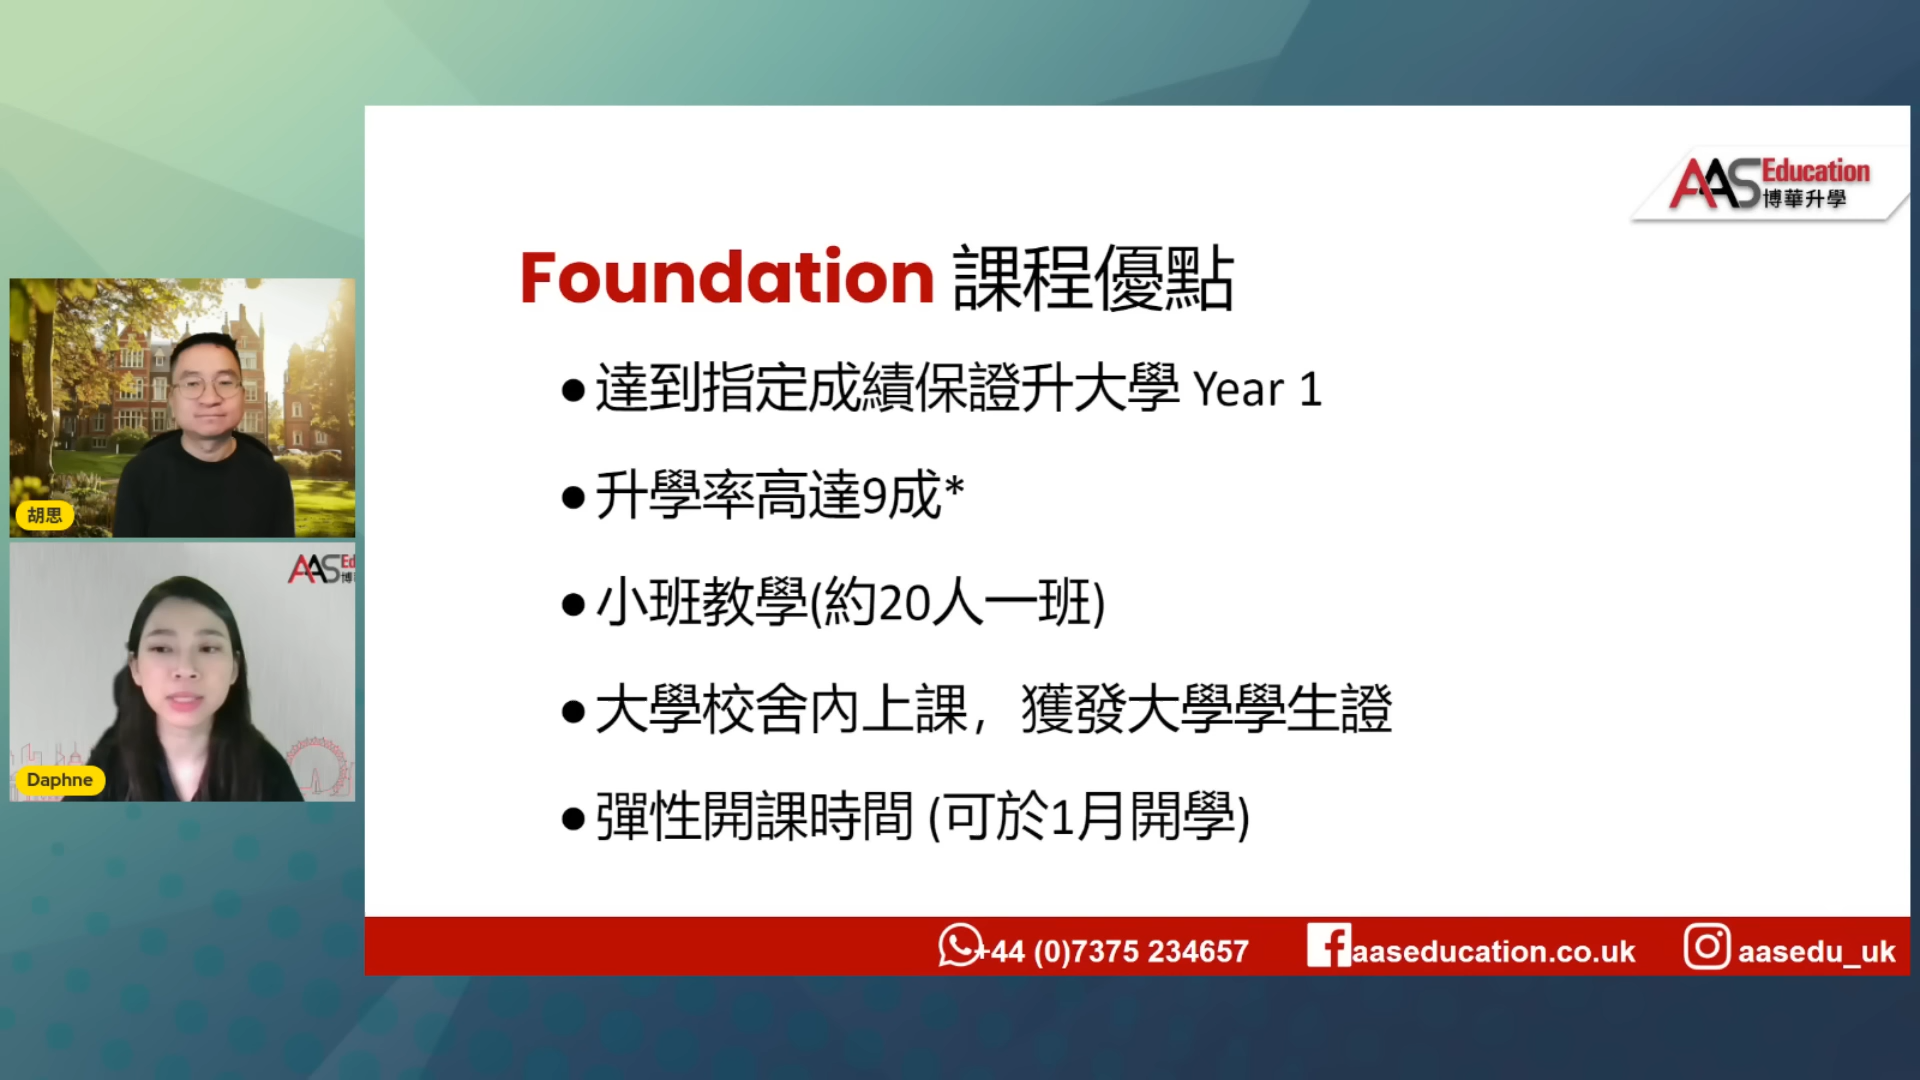 AAS Education
博華升學
Foundation 課程優點
●達到指定成績保證升大學 Year 1
●升學率高達9成*
●小班教學(約20人一班)
●大學校舍內上課，獲發大學學生證
●彈性開課時間 (可於1月開學)
+44 (0)7375 234657
aaseducation.co.uk
aasedu_uk
胡思
AAS Ed
博
Daphne